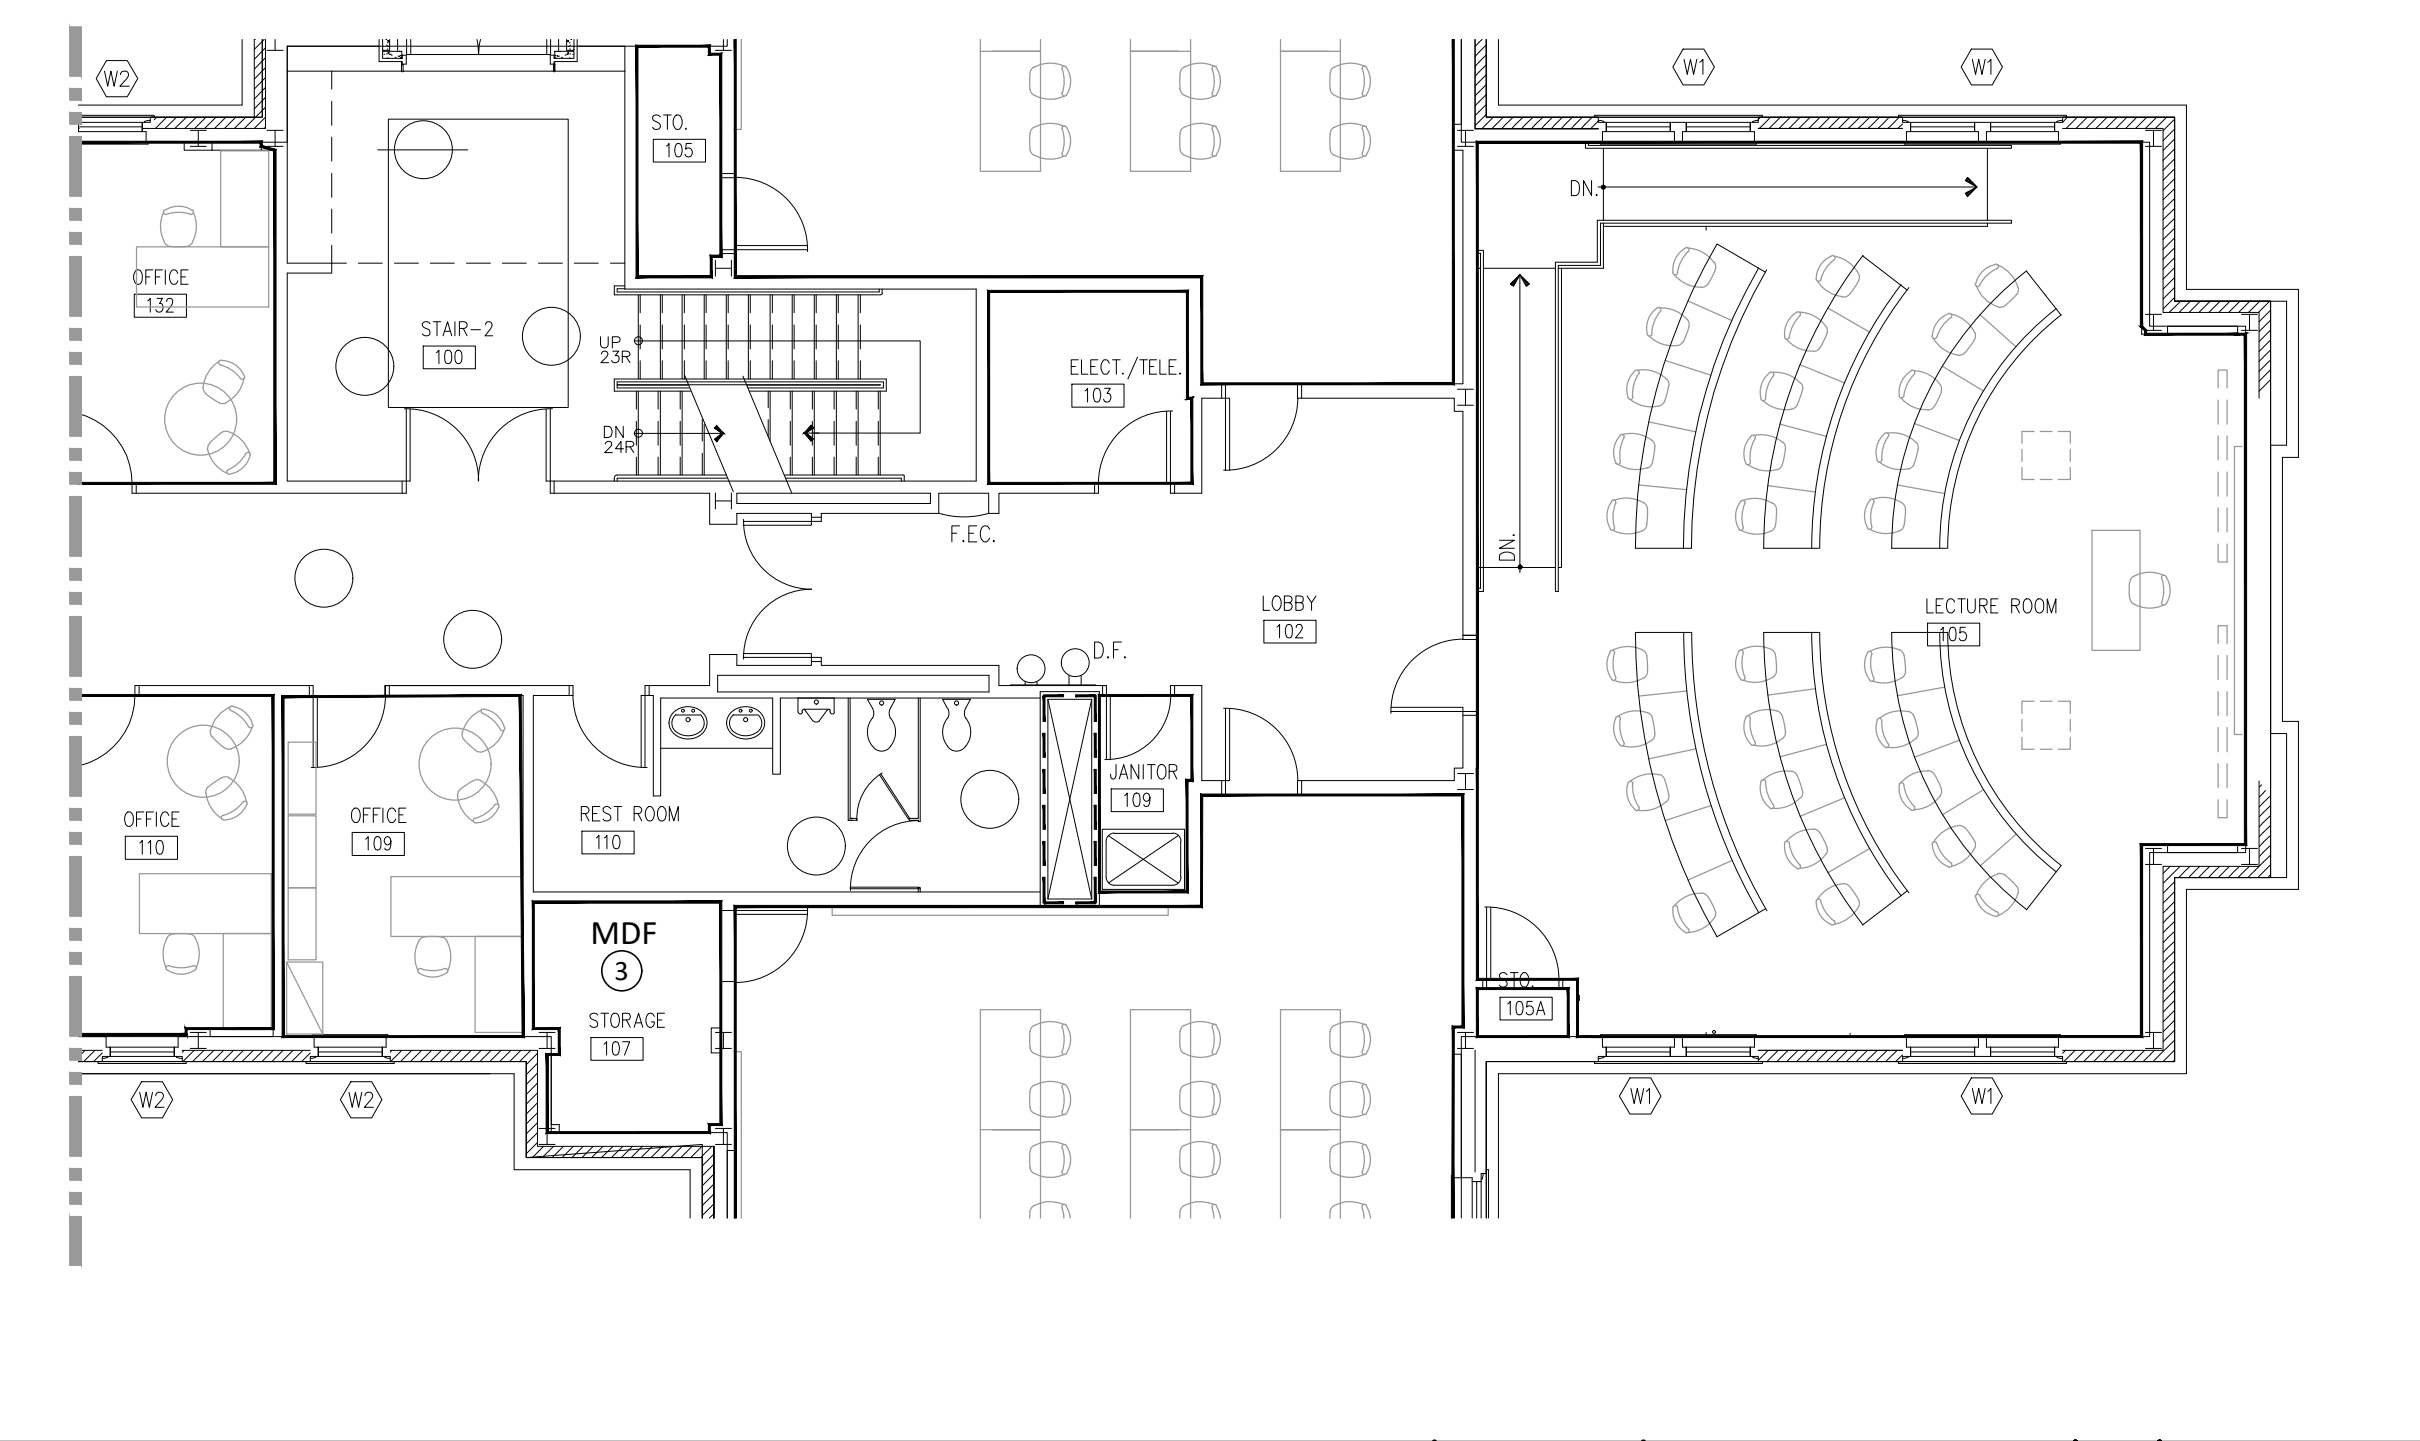 W2
W1
W1
STO.
105
DN.
OFFICE
132
STAIR-2
100
UP
23R
ELECT./TELE.
103
DN
24R
F.EC.
DN.
LOBBY
102
LECTURE ROOM
105
D.F.
JANITOR
109
OFFICE
110
OFFICE
109
REST ROOM
110
MDF
3
STORAGE
107
STO.
105A
W2
W2
W1
W1